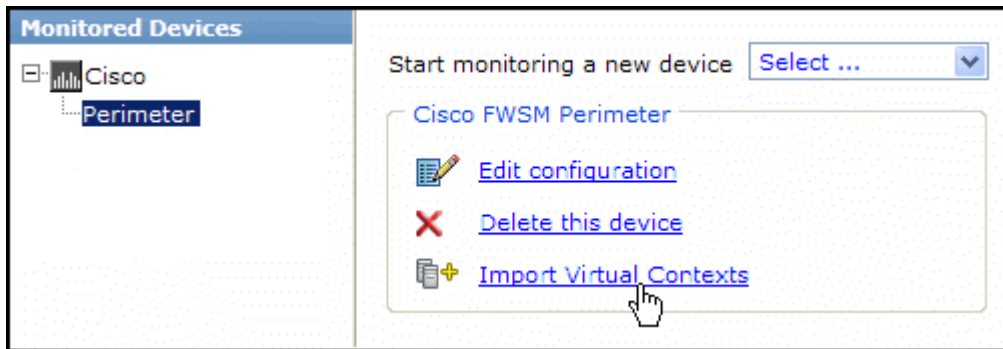 Monitored Devices
Cisco
Perimeter
Start monitoring a new device Select ...
Cisco FWSM Perimeter
Edit configuration
Delete this device
Import Virtual Contexts